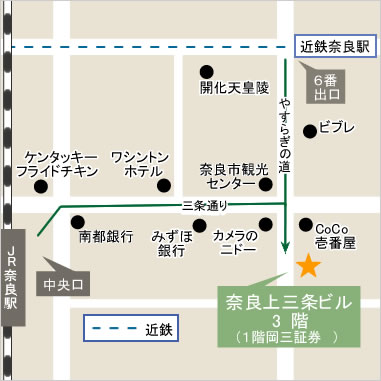 近鉄奈良駅
6番
出口
開化天皇陵
やすらぎの道
ビブレ
ケンタッキー
フライドチキン
ワシントン
ホテル
奈良市観光
センター
三条通り
南都銀行
みずほ
銀行
カメラの
ニドー
CoCo
壱番屋
JR奈良駅
中央口
奈良上三条ビル
3 階
(1階岡三証券 )
近鉄